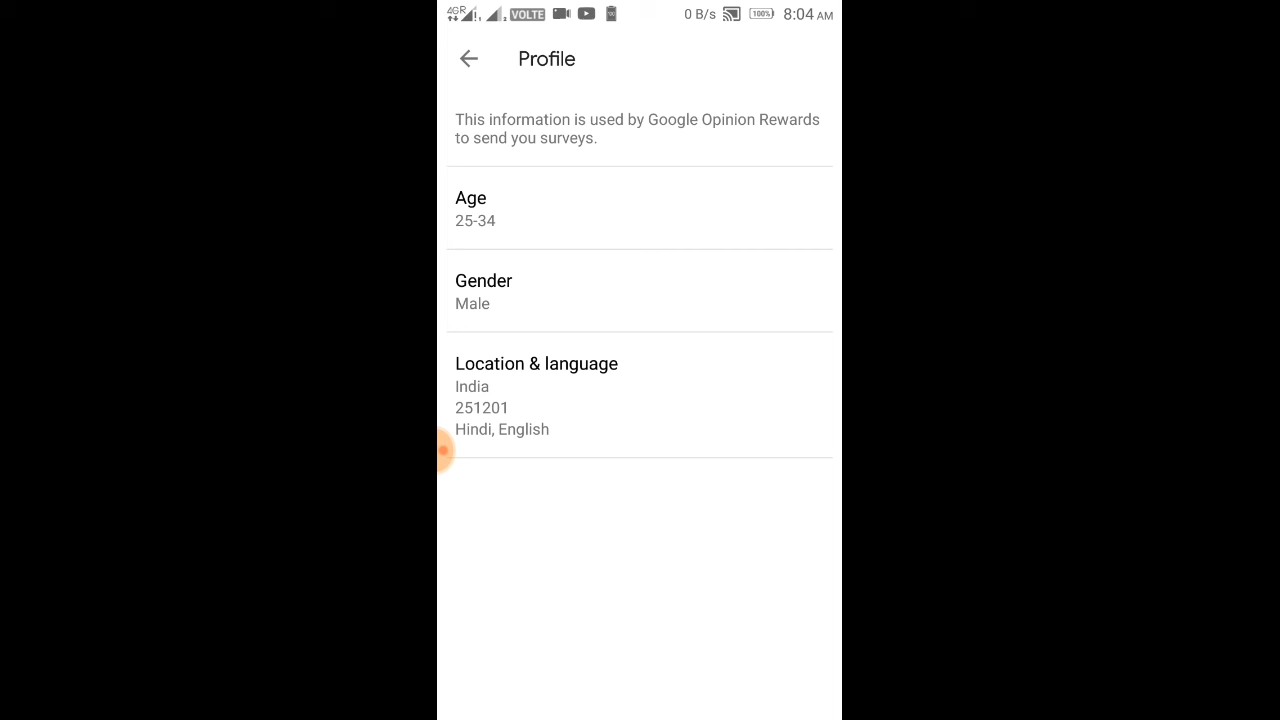 4GR VOLTE 0 B/s 100% 8:04 AM
Profile
This information is used by Google Opinion Rewards
to send you surveys.
Age
25-34
Gender
Male
Location & language
India
251201
Hindi, English